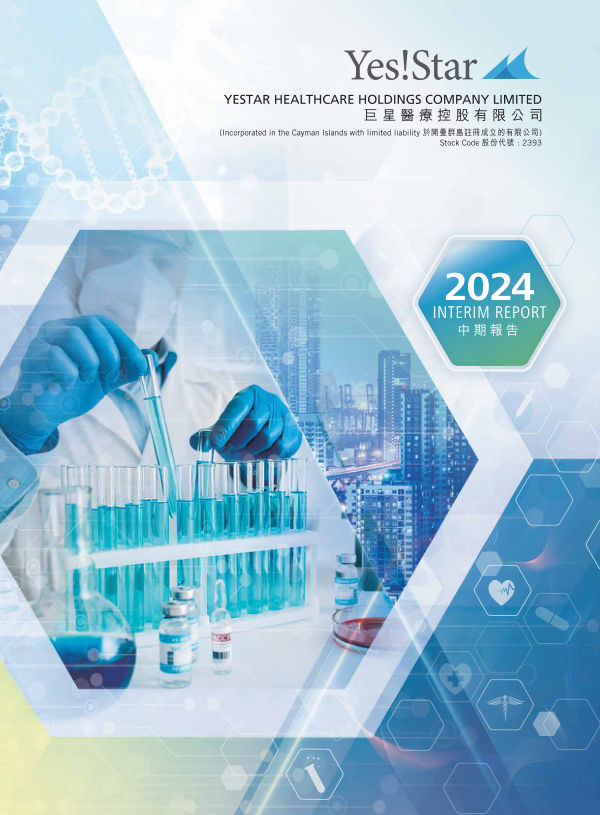 Yes!Star
YESTAR HEALTHCARE HOLDINGS COMPANY LIMITED
巨星醫療控股有限公司
(Incorporated in the Cayman Islands with limited liability 於開曼群島註冊成立的有限公司)
Stock Code 股份代號 : 2393
2024
INTERIM REPORT
中期報告